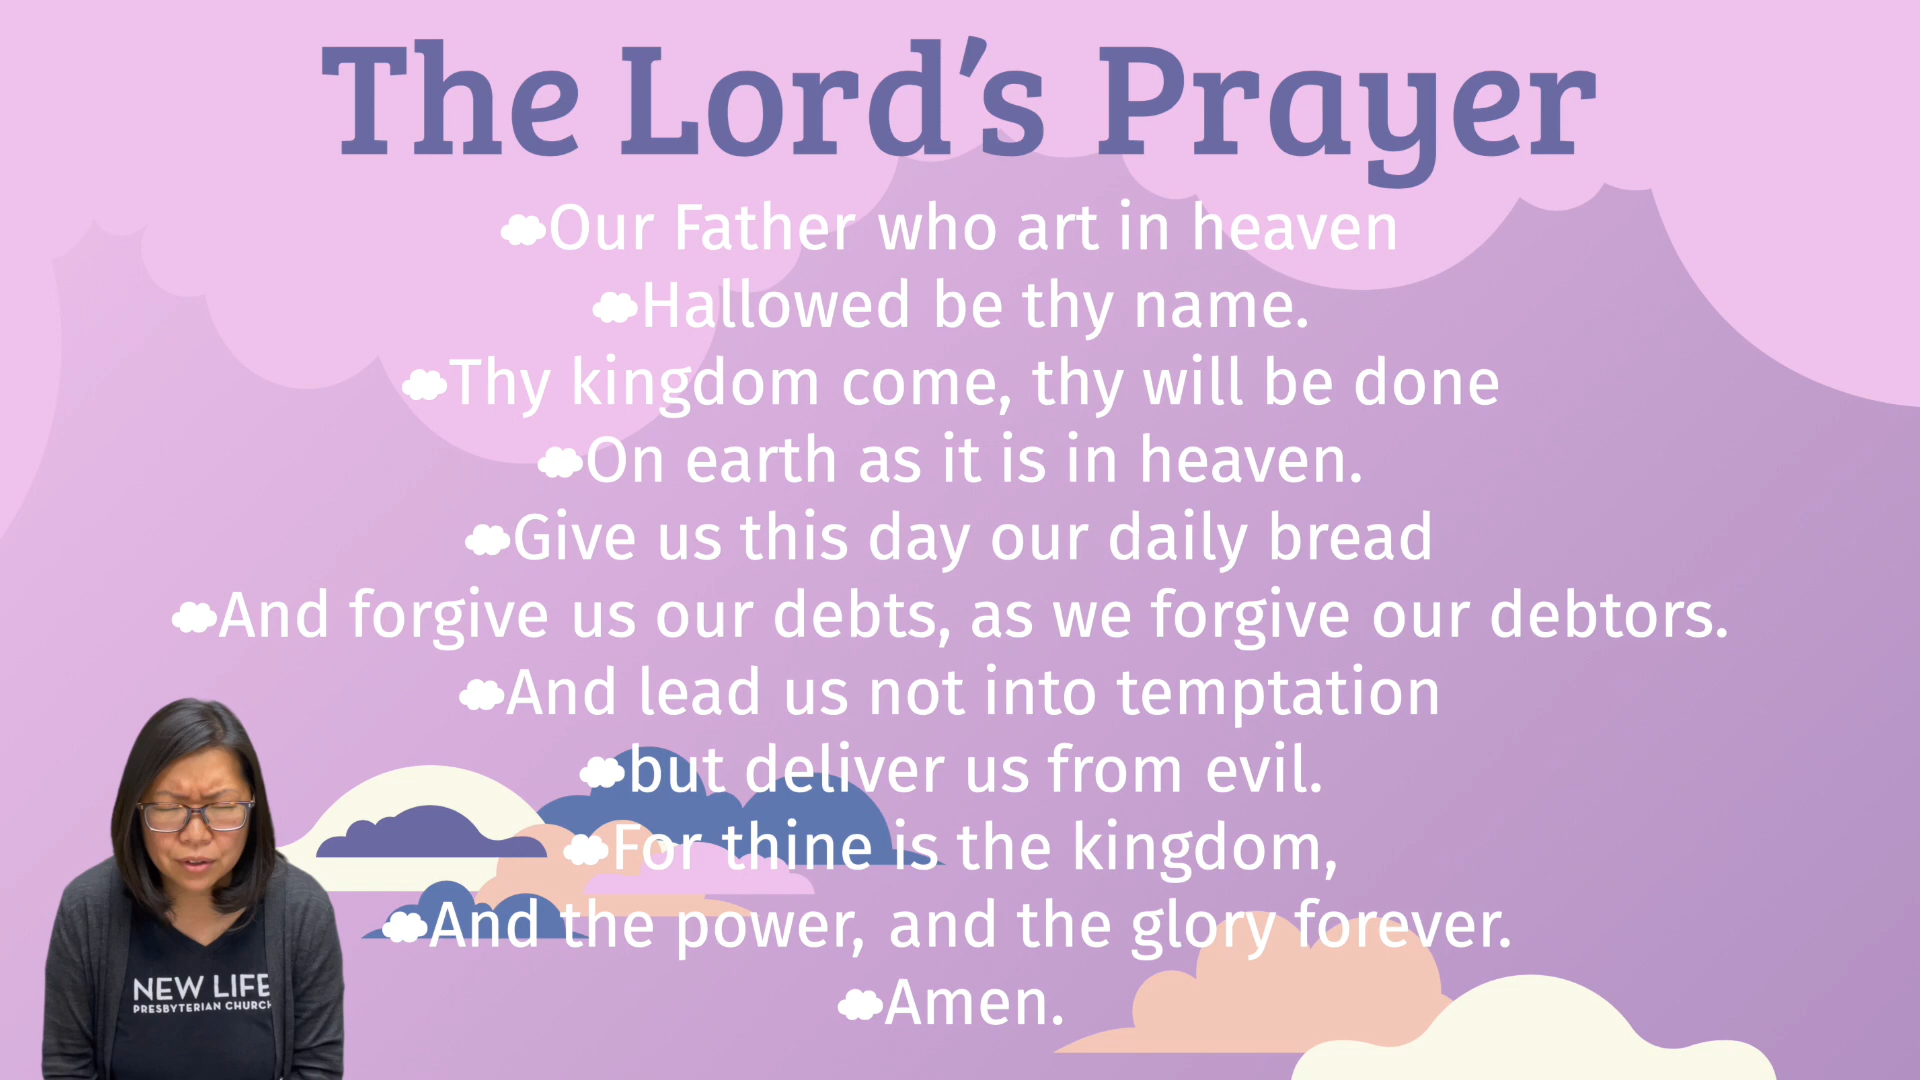 The Lord's Prayer
Our Father who art in heaven
Hallowed be thy name.
Thy kingdom come, thy will be done
On earth as it is in heaven.
Give us this day our daily bread
And forgive us our debts, as we forgive our debtors.
And lead us not into temptation
but deliver us from evil.
For thine is the kingdom,
And the power, and the glory forever.
Amen.
NEW LIFE
PRESBYTERIAN CHURCH